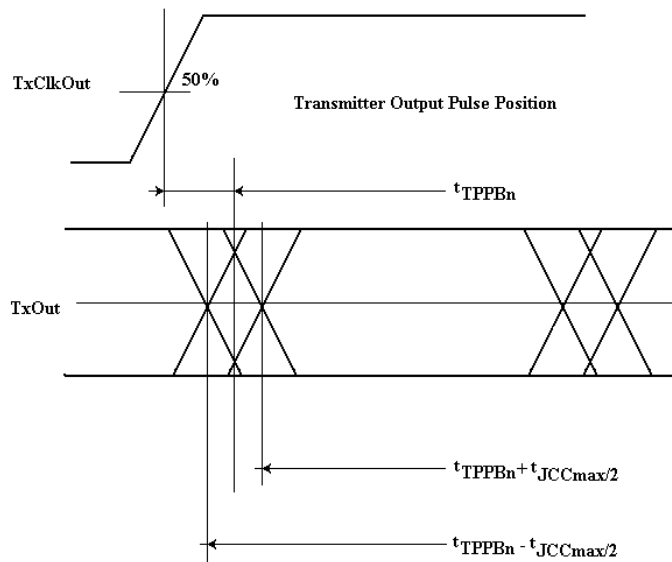 TxClkOut
50%
Transmitter Output Pulse Position
tTPPBn
TxOut
tTPPBn + tJCCmax/2
tTPPBn - tJCCmax/2